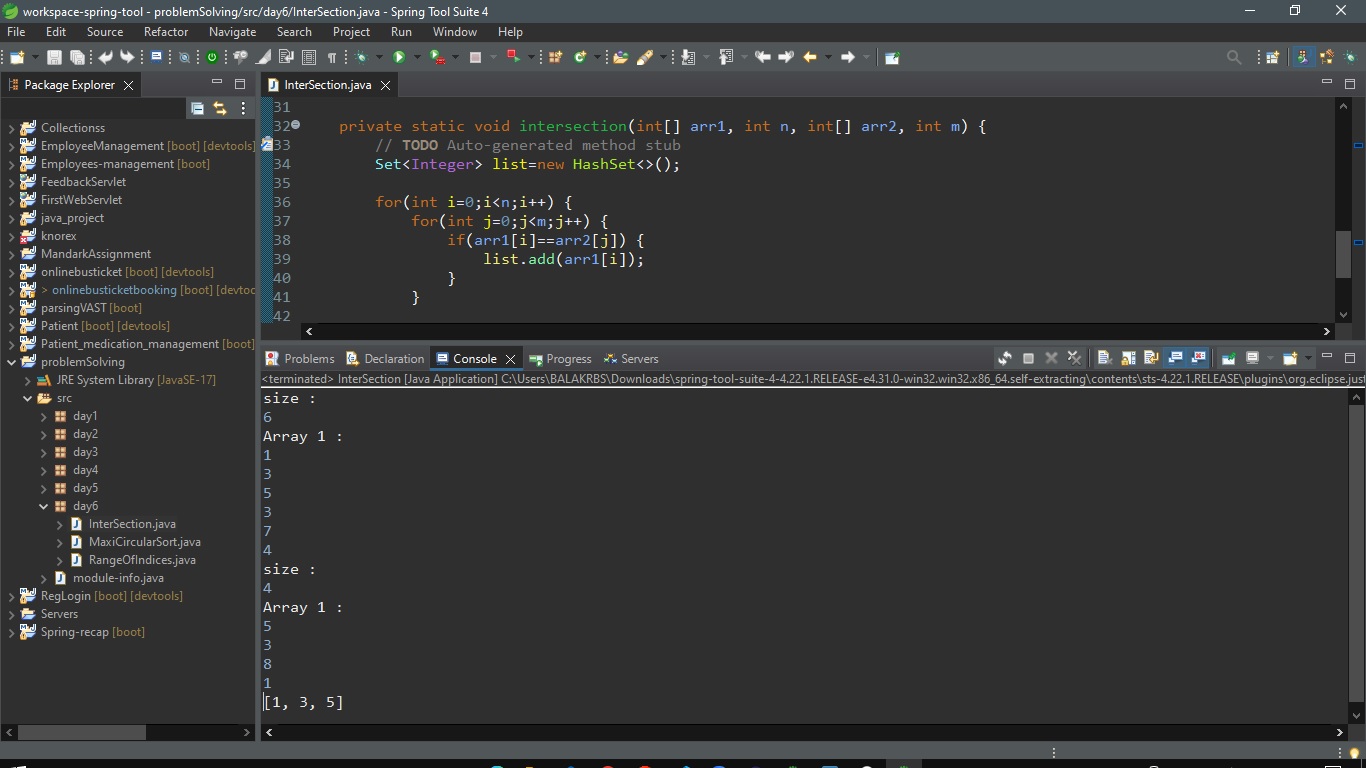 workspace-spring-tool - problemSolving/src/day6/InterSection.java - Spring Tool Suite 4
File Edit Source Refactor Navigate Search Project Run Window Help
Package Explorer
Collectionss
EmployeeManagement [boot] [devtools]
Employees-management [boot]
FeedbackServlet
FirstWebServlet
java_project
knorex
MandarkAssignment
onlinebusticket [boot] [devtools]
> onlinebusticketbooking [boot] [devtoo
parsingVAST [boot]
Patient [boot] [devtools]
Patient_medication_management [boot]
problemSolving
JRE System Library [JavaSE-17]
src
day1
day2
day3
day4
day5
day6
InterSection.java
MaxiCircularSort.java
RangeOfIndices.java
module-info.java
RegLogin [boot] [devtools]
Servers
Spring-recap [boot]
InterSection.java
31
32 private static void intersection(int[] arr1, int n, int[] arr2, int m) {
33 // TODO Auto-generated method stub
34 Set<Integer> list=new HashSet<>();
35
36 for(int i=0;i<n;i++) {
37 for(int j=0;j<m;j++) {
38 if(arr1[i]==arr2[j]) {
39 list.add(arr1[i]);
40 }
41 }
42
Problems Declaration Console Progress Servers
<terminated> InterSection [Java Application] C:\Users\BALAKRBS\Downloads\spring-tool-suite-4-4.22.1.RELEASE-e4.31.0-win32.win32.x86_64.self-extracting\contents\sts-4.22.1.RELEASE\plugins\org.eclipse.just
size :
6
Array 1 :
1
3
5
3
7
4
size :
4
Array 1 :
5
3
8
1
[1, 3, 5]